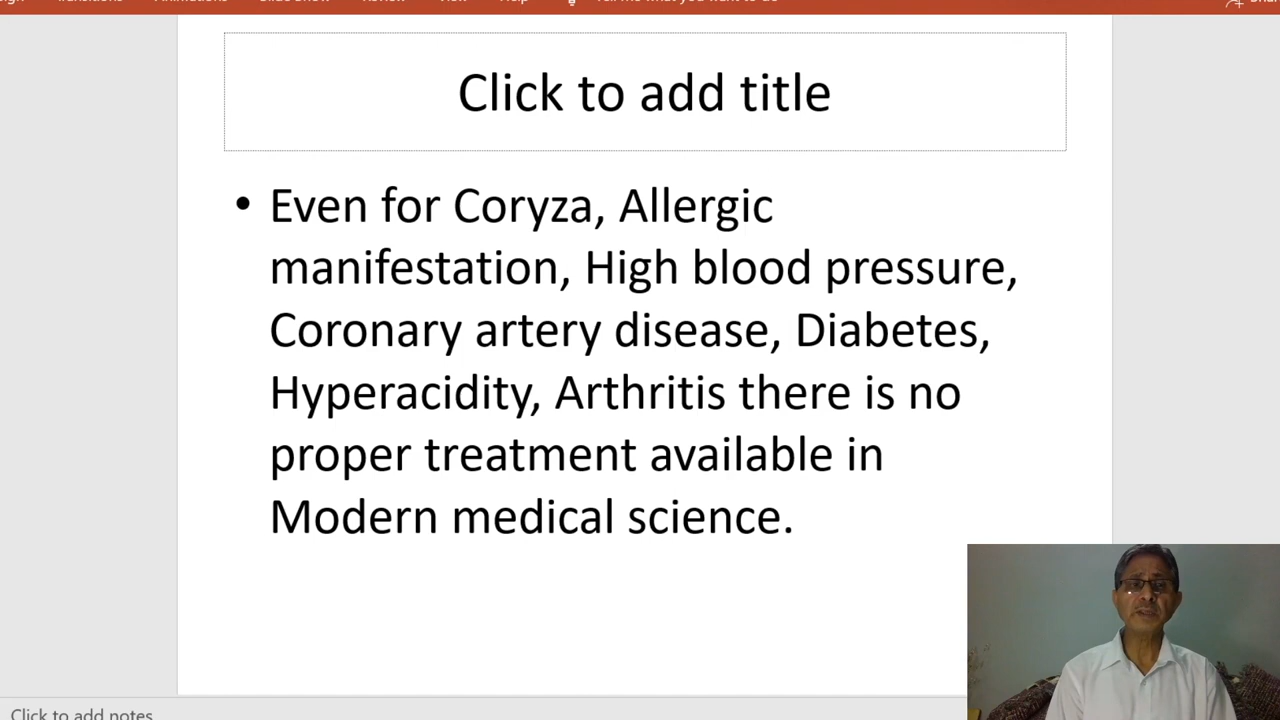 Click to add title
• Even for Coryza, Allergic
manifestation, High blood pressure,
Coronary artery disease, Diabetes,
Hyperacidity, Arthritis there is no
proper treatment available in
Modern medical science.
Click to add notes